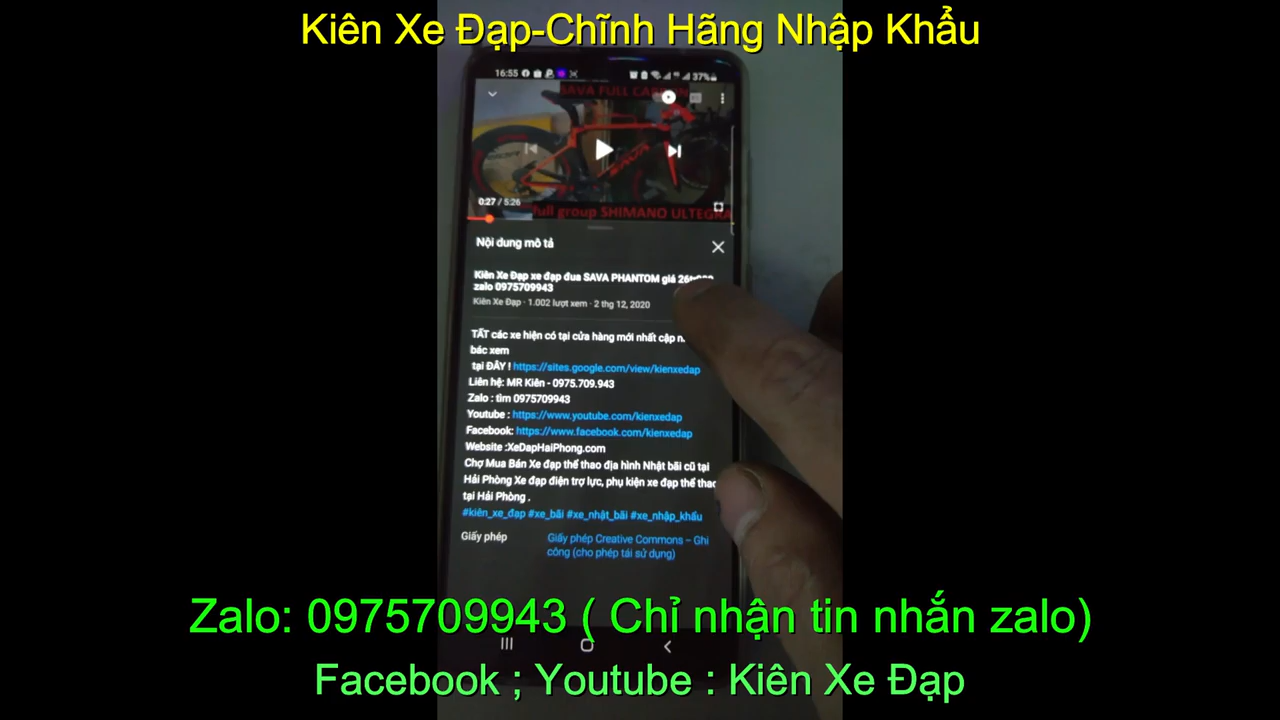 Kiên Xe Đạp-Chĩnh Hãng Nhập Khẩu
16:55
37%
SAVA FULL CARBON
SAVA
0:27 / 5:26
full group SHIMANO ULTEGRA
Nội dung mô tả
Kiên Xe Đạp xe đạp đua SAVA PHANTOM giá
zalo 0975709943
Kiên Xe Đạp · 1.002 lượt xem · 2 thg 12, 2020
TẤT các xe hiện có tại cửa hàng mới nhất cập
bác xem
tại ĐÂY ! https://sites.google.com/view/kienxedap
Liên hệ: MR Kiên - 0975.709.943
Zalo : tìm 0975709943
Youtube : https://www.youtube.com/kienxedap
Facebook: https://www.facebook.com/kienxedap
Website :XeDapHaiPhong.com
Chợ Mua Bán Xe đạp thể thao địa hình Nhật bãi cũ tại
Hải Phòng Xe đạp điện trợ lực, phụ kiện xe đạp thể thao
tại Hải Phòng .
#kiên_xe_đạp #xe_bãi #xe_nhật_bãi #xe_nhập_khẩu
Giấy phép
Giấy phép Creative Commons – Ghi
công (cho phép tái sử dụng)
Zalo: 0975709943 ( Chỉ nhận tin nhắn zalo)
Facebook ; Youtube : Kiên Xe Đạp